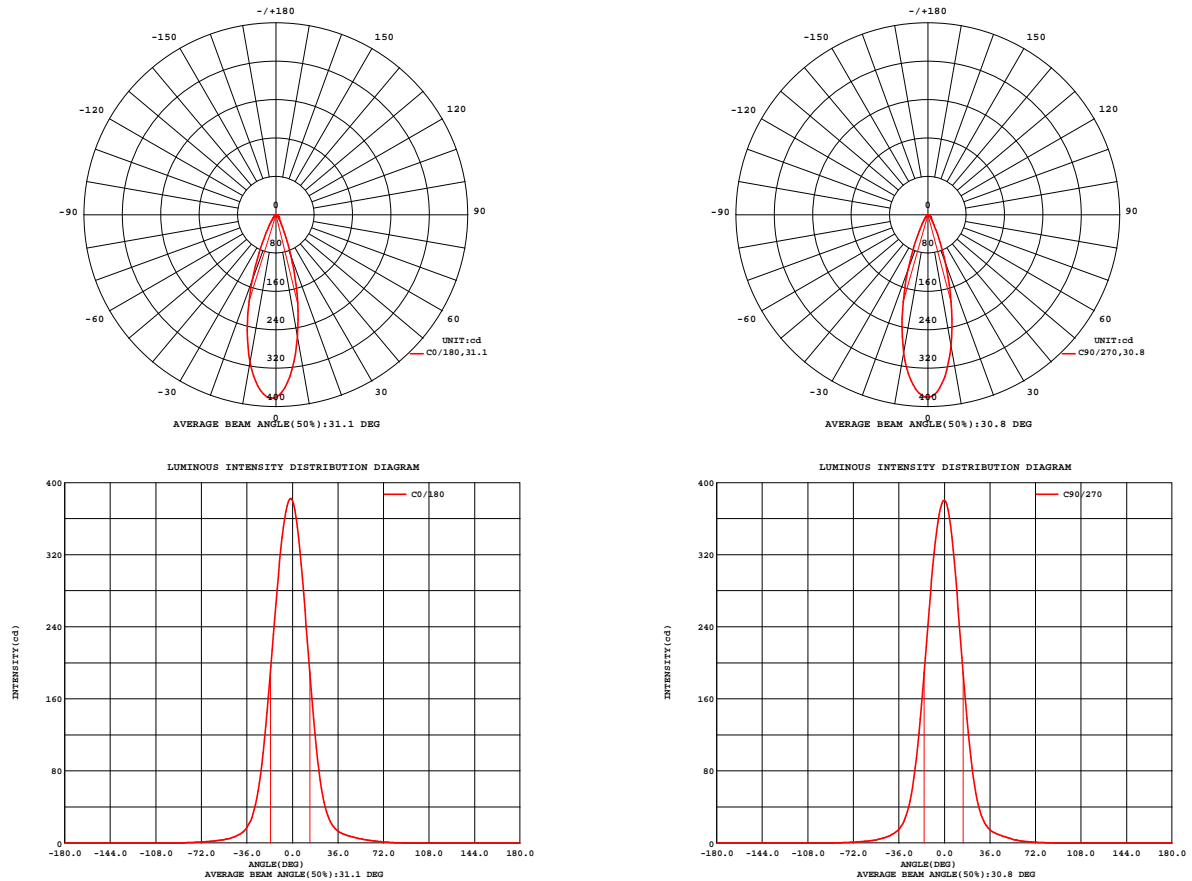 -/+180
-150 150
-120 120
-90 90
-60 60
-30 30
0
80
160
240
320
400
0
UNIT:cd
C0/180,31.1
AVERAGE BEAM ANGLE(50%):31.1 DEG
-/+180
-150 150
-120 120
-90 90
-60 60
-30 30
0
80
160
240
320
400
0
UNIT:cd
C90/270,30.8
AVERAGE BEAM ANGLE(50%):30.8 DEG
LUMINOUS INTENSITY DISTRIBUTION DIAGRAM
C0/180
INTENSITY(cd)
400
320
240
160
80
0
-180.0 -144.0 -108.0 -72.0 -36.0 0.0 36.0 72.0 108.0 144.0 180.0
ANGLE(DEG)
AVERAGE BEAM ANGLE(50%):31.1 DEG
LUMINOUS INTENSITY DISTRIBUTION DIAGRAM
C90/270
INTENSITY(cd)
400
320
240
160
80
0
-180.0 -144.0 -108.0 -72.0 -36.0 0.0 36.0 72.0 108.0 144.0 180.0
ANGLE(DEG)
AVERAGE BEAM ANGLE(50%):30.8 DEG